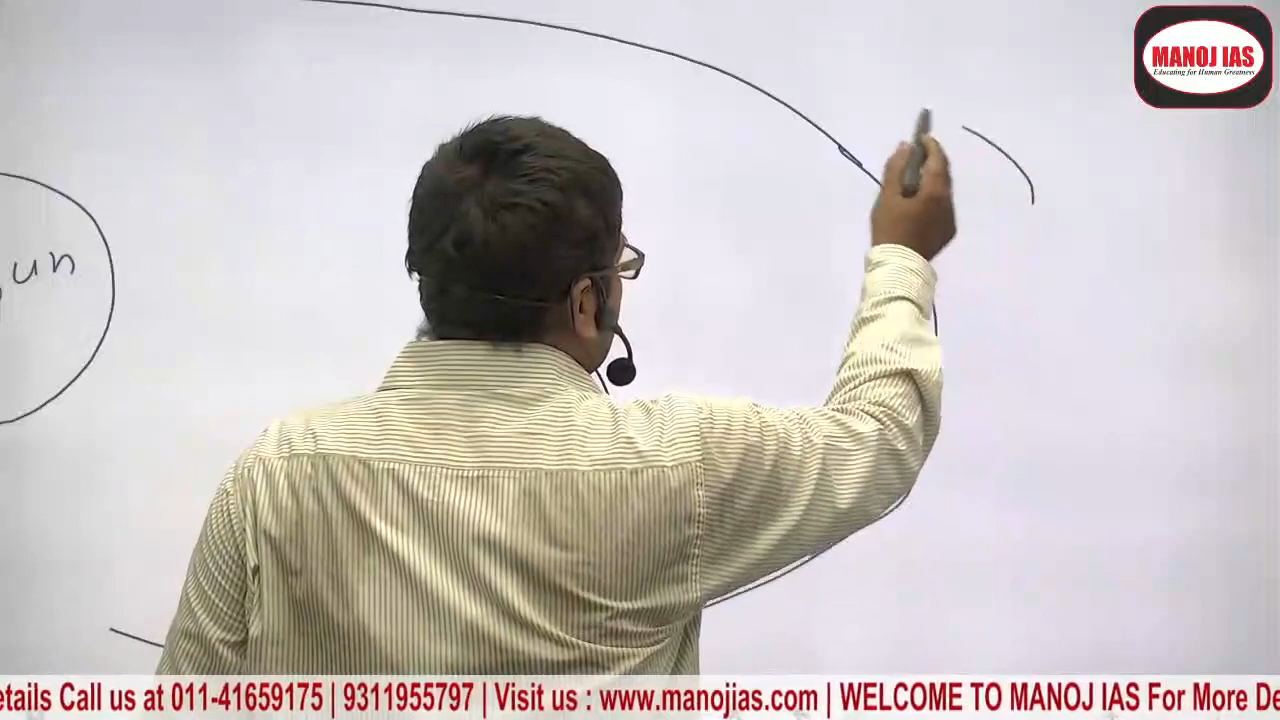 MANOJ IAS
Educating for Human Greatness
un
etails Call us at 011-41659175 | 9311955797 | Visit us : www.manojias.com | WELCOME TO MANOJ IAS For More De